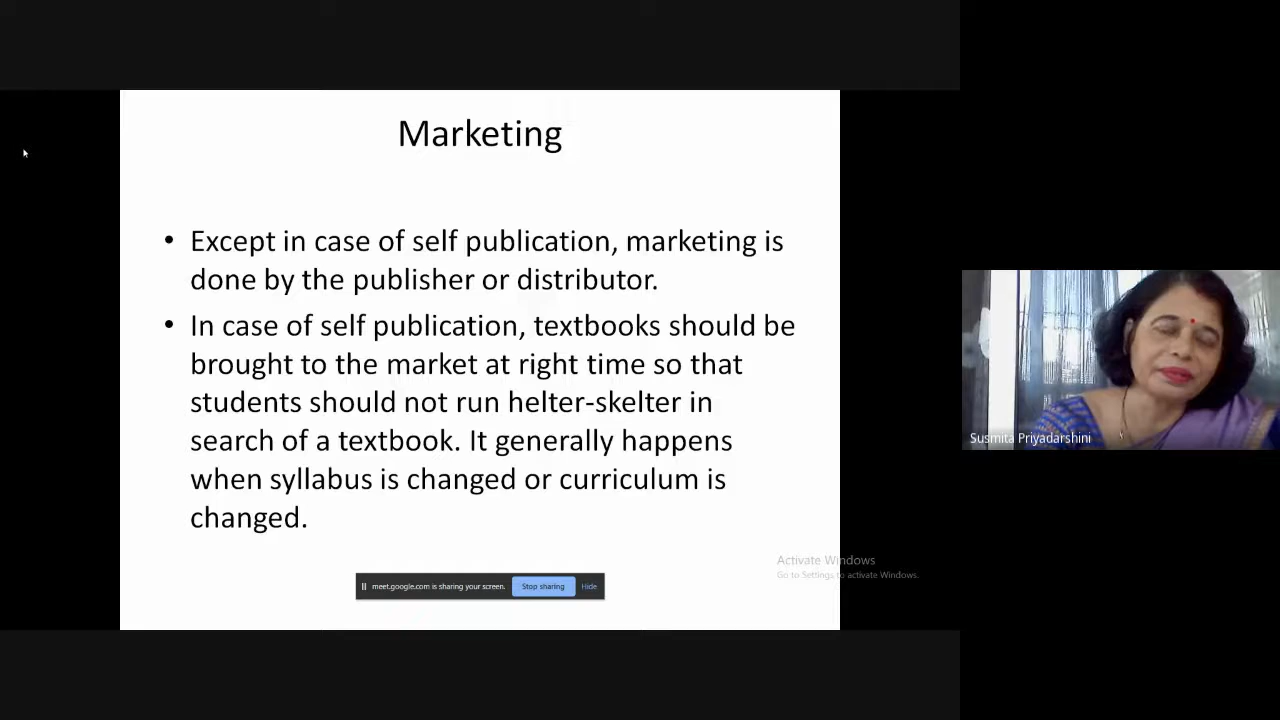 Marketing
• Except in case of self publication, marketing is
done by the publisher or distributor.
• In case of self publication, textbooks should be
brought to the market at right time so that
students should not run helter-skelter in
search of a textbook. It generally happens
when syllabus is changed or curriculum is
changed.
Susmita Priyadarshini
Activate Windows
Go to Settings to activate Windows.
meet.google.com is sharing your screen. Stop sharing Hide